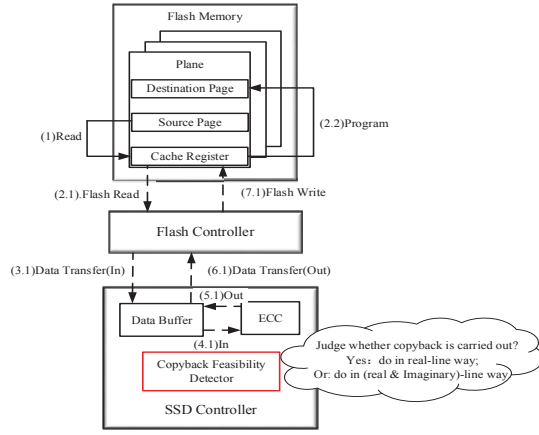 Flash Memory
Plane
Destination Page
Source Page
Cache Register
(1)Read
(2.2)Program
(2.1).Flash Read
(7.1)Flash Write
Flash Controller
(3.1)Data Transfer(In)
(6.1)Data Transfer(Out)
(5.1)Out
Data Buffer
ECC
(4.1)In
Copyback Feasibility
Detector
SSD Controller
Judge whether copyback is carried out?
Yes：do in real-line way;
Or: do in (real & Imaginary)-line way